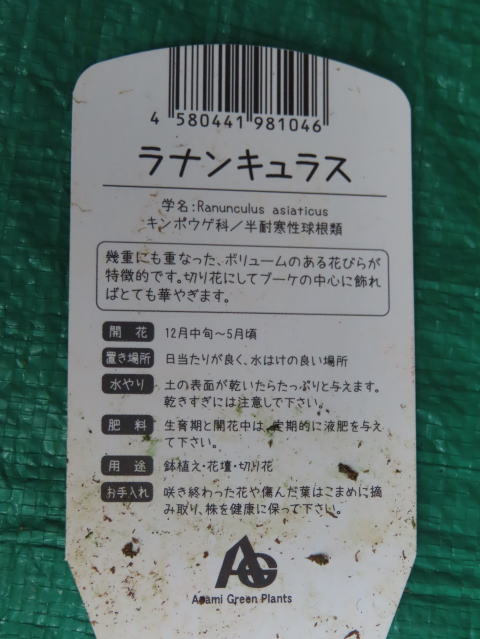 4 580441 981046
ラナンキュラス
学名:Ranunculus asiaticus
キンポウゲ科/半耐寒性球根類
幾重にも重なった、ボリュームのある花びらが
特徴的です。切り花にしてブーケの中心に飾れ
ばとても華やぎます。
開花 12月中旬~5月頃
置き場所 日当たりが良く、水はけの良い場所
水やり 土の表面が乾いたらたっぷりと与えます。
乾きすぎには注意して下さい。
肥料 生育期と開花中は、定期的に液肥を与え
て下さい。
用途 鉢植え・花壇・切り花
お手入れ 咲き終わった花や傷んだ葉はこまめに摘
み取り、株を健康に保って下さい。
AG
Agami Green Plants